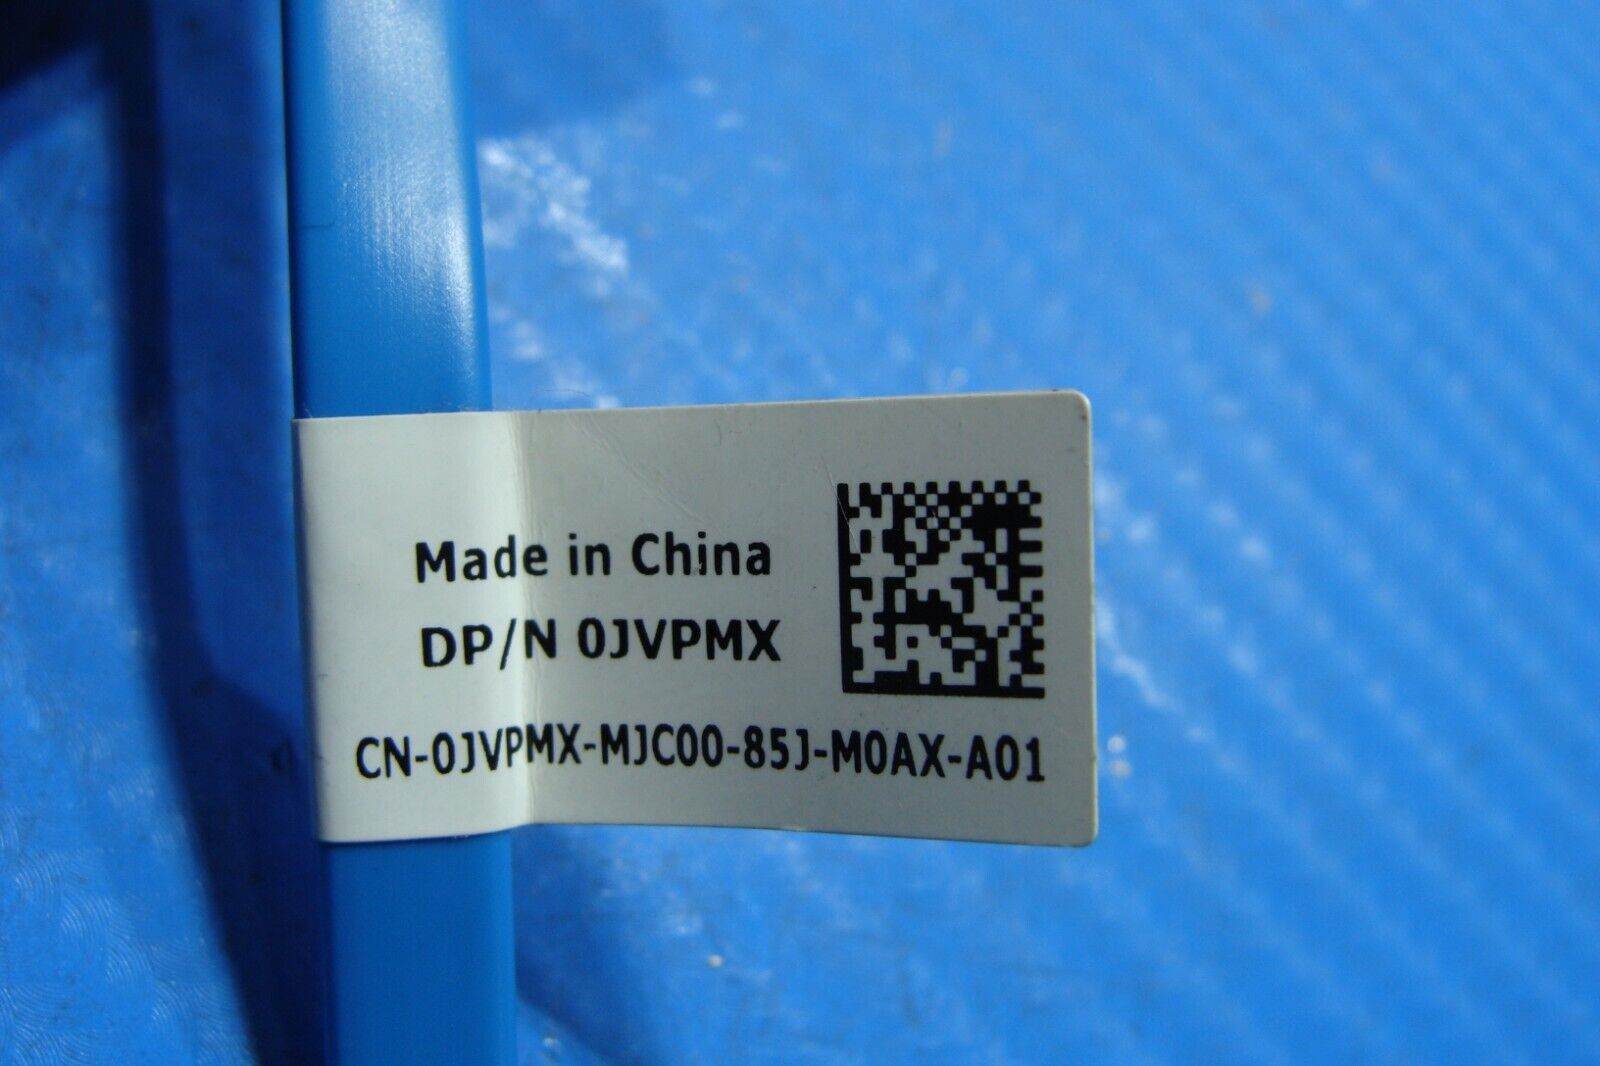 Made in China
DP/N 0JVPMX
CN-0JVPMX-MJC00-85J-M0AX-A01